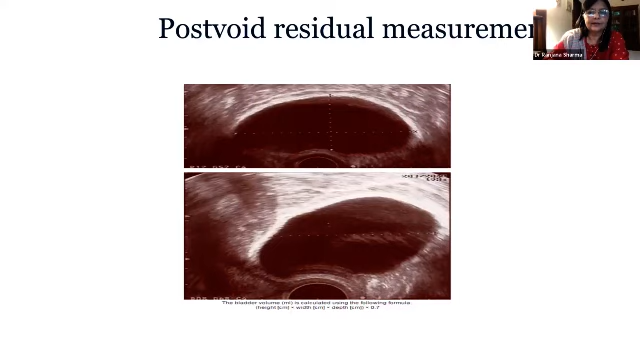 Postvoid residual measuremen
Dr Ranjana Sharma
The bladder volume (ml) is calculated using the following formula
(height [cm] × width [cm] × depth [cm]) × 0.7